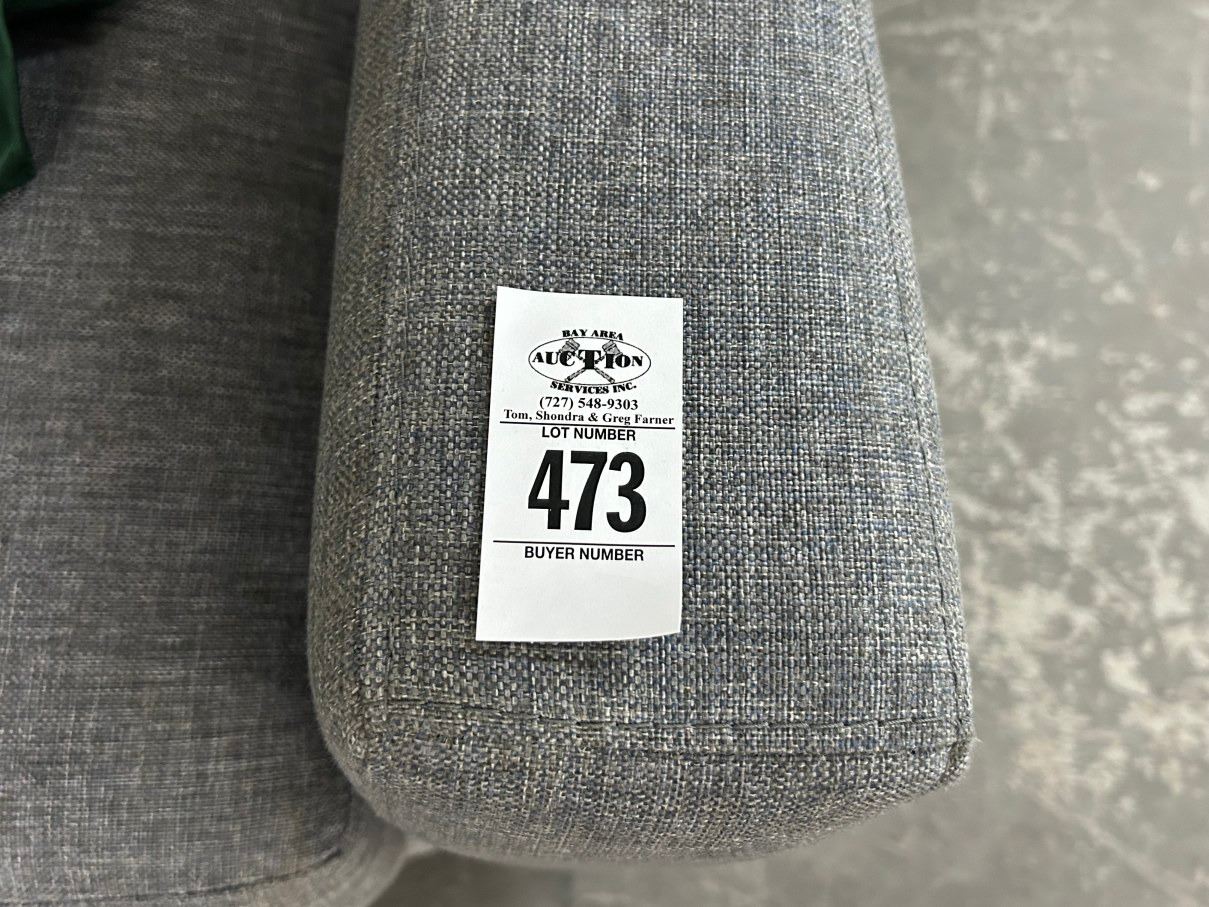 BAY AREA
AUCTION
SERVICES INC.
(727) 548-9303
Tom, Shondra & Greg Farner
LOT NUMBER
473
BUYER NUMBER